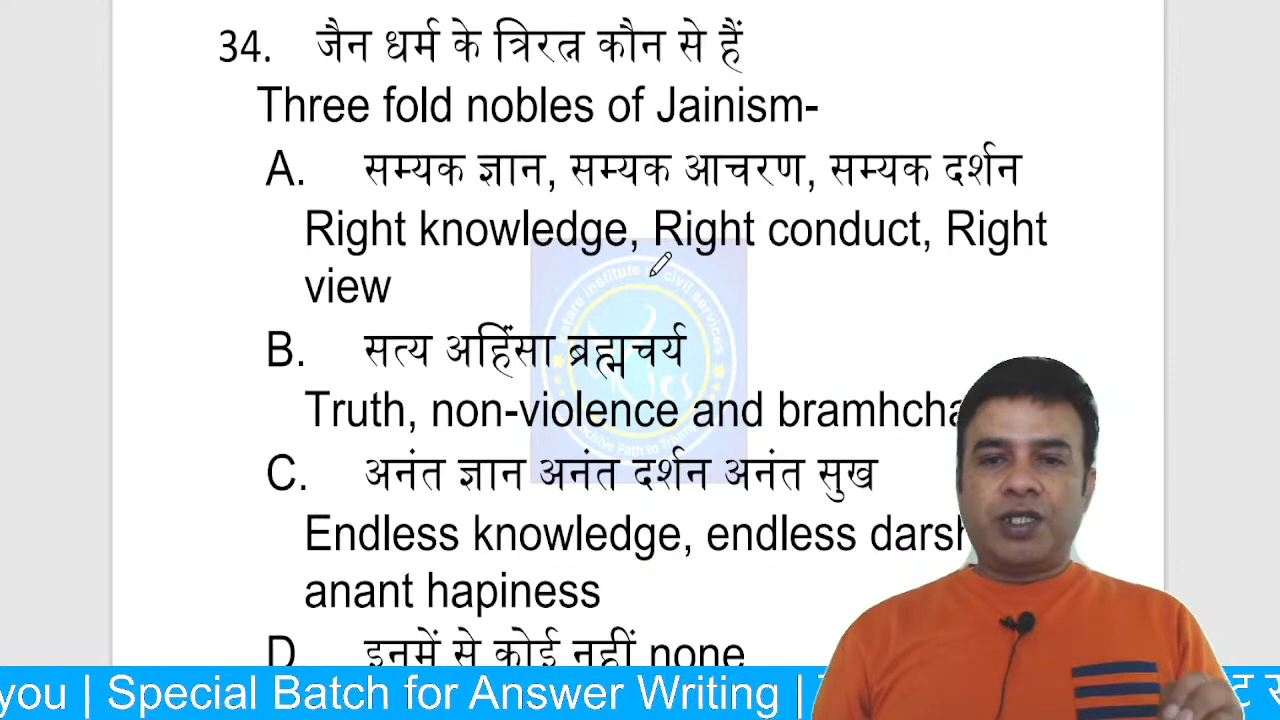 34. जैन धर्म के त्रिरत्न कौन से हैं
Three fold nobles of Jainism-
A. सम्यक ज्ञान, सम्यक आचरण, सम्यक दर्शन
Right knowledge, Right conduct, Right
view
B. सत्य अहिंसा ब्रह्मचर्य
Truth, non-violence and
C. अनंत ज्ञान अनंत दर्शन अनंत सुख
Endless knowledge, endless
anant hapiness
D. इनमें से कोई नहीं none
you | Special Batch for Answer Writing |